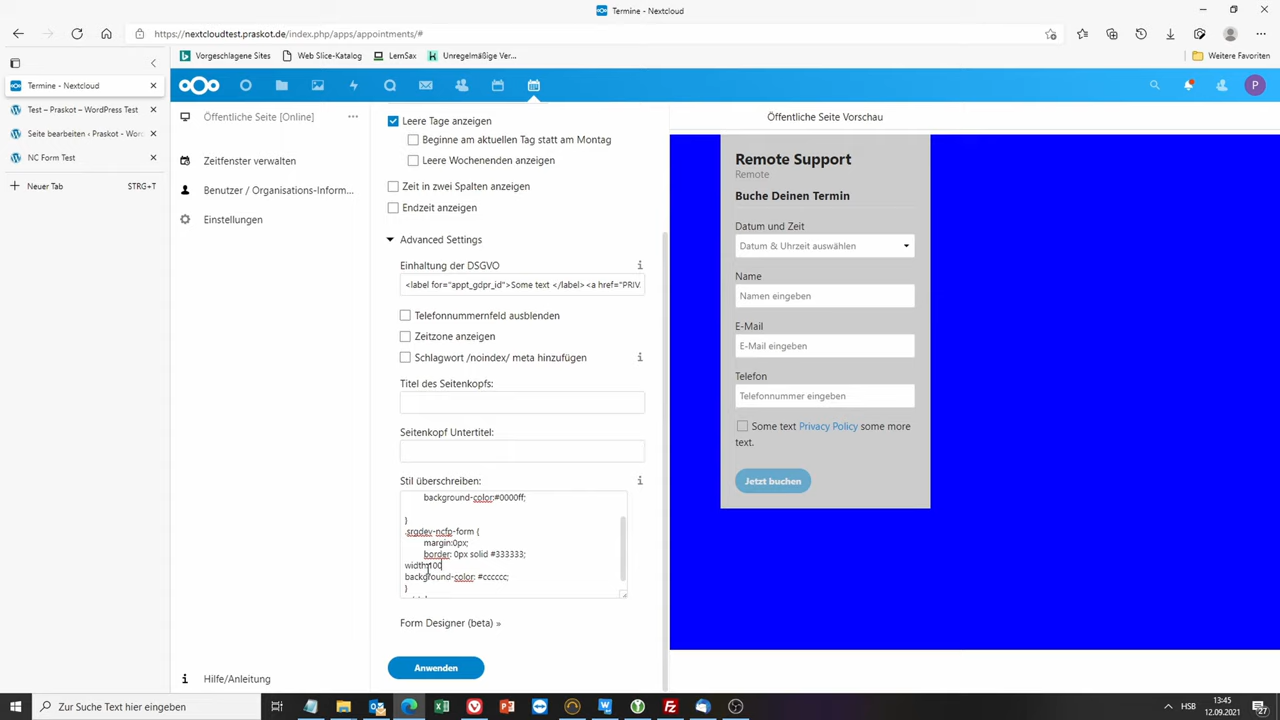 Termine - Nextcloud
https://nextcloudtest.praskot.de/index.php/apps/appointments/#
Vorgeschlagene Sites
Web Slice-Katalog
LernSax
Unregelmäßige Ver...
Weitere Favoriten
Termine - Nextcloud
Test – Praskot – WordPress Test
Seite bearbeiten ‹ Praskot - Wor
NC Form Test
Neuer Tab
STRG+T
P
Öffentliche Seite [Online]
Zeitfenster verwalten
Benutzer / Organisations-Inform...
Einstellungen
Hilfe/Anleitung
Leere Tage anzeigen
Beginne am aktuellen Tag statt am Montag
Leere Wochenenden anzeigen
Zeit in zwei Spalten anzeigen
Endzeit anzeigen
Advanced Settings
Einhaltung der DSGVO
<label for="appt_gdpr_id">Some text </label><a href="PRIV.
Telefonnummernfeld ausblenden
Zeitzone anzeigen
Schlagwort /noindex/ meta hinzufügen
Titel des Seitenkopfs:
Seitenkopf Untertitel:
Stil überschreiben:
background-color:#0000ff;
}
.srgdev-ncfp-form {
margin:0px;
border: 0px solid #333333;
width:100
background-color: #cccccc;
}
Form Designer (beta) »
Anwenden
Öffentliche Seite Vorschau
Remote Support
Remote
Buche Deinen Termin
Datum und Zeit
Datum & Uhrzeit auswählen
Name
Namen eingeben
E-Mail
E-Mail eingeben
Telefon
Telefonnummer eingeben
Some text Privacy Policy some more
text.
Jetzt buchen
Zur Suche Text hier eingeben
HSB
13:45
12.09.2021
27